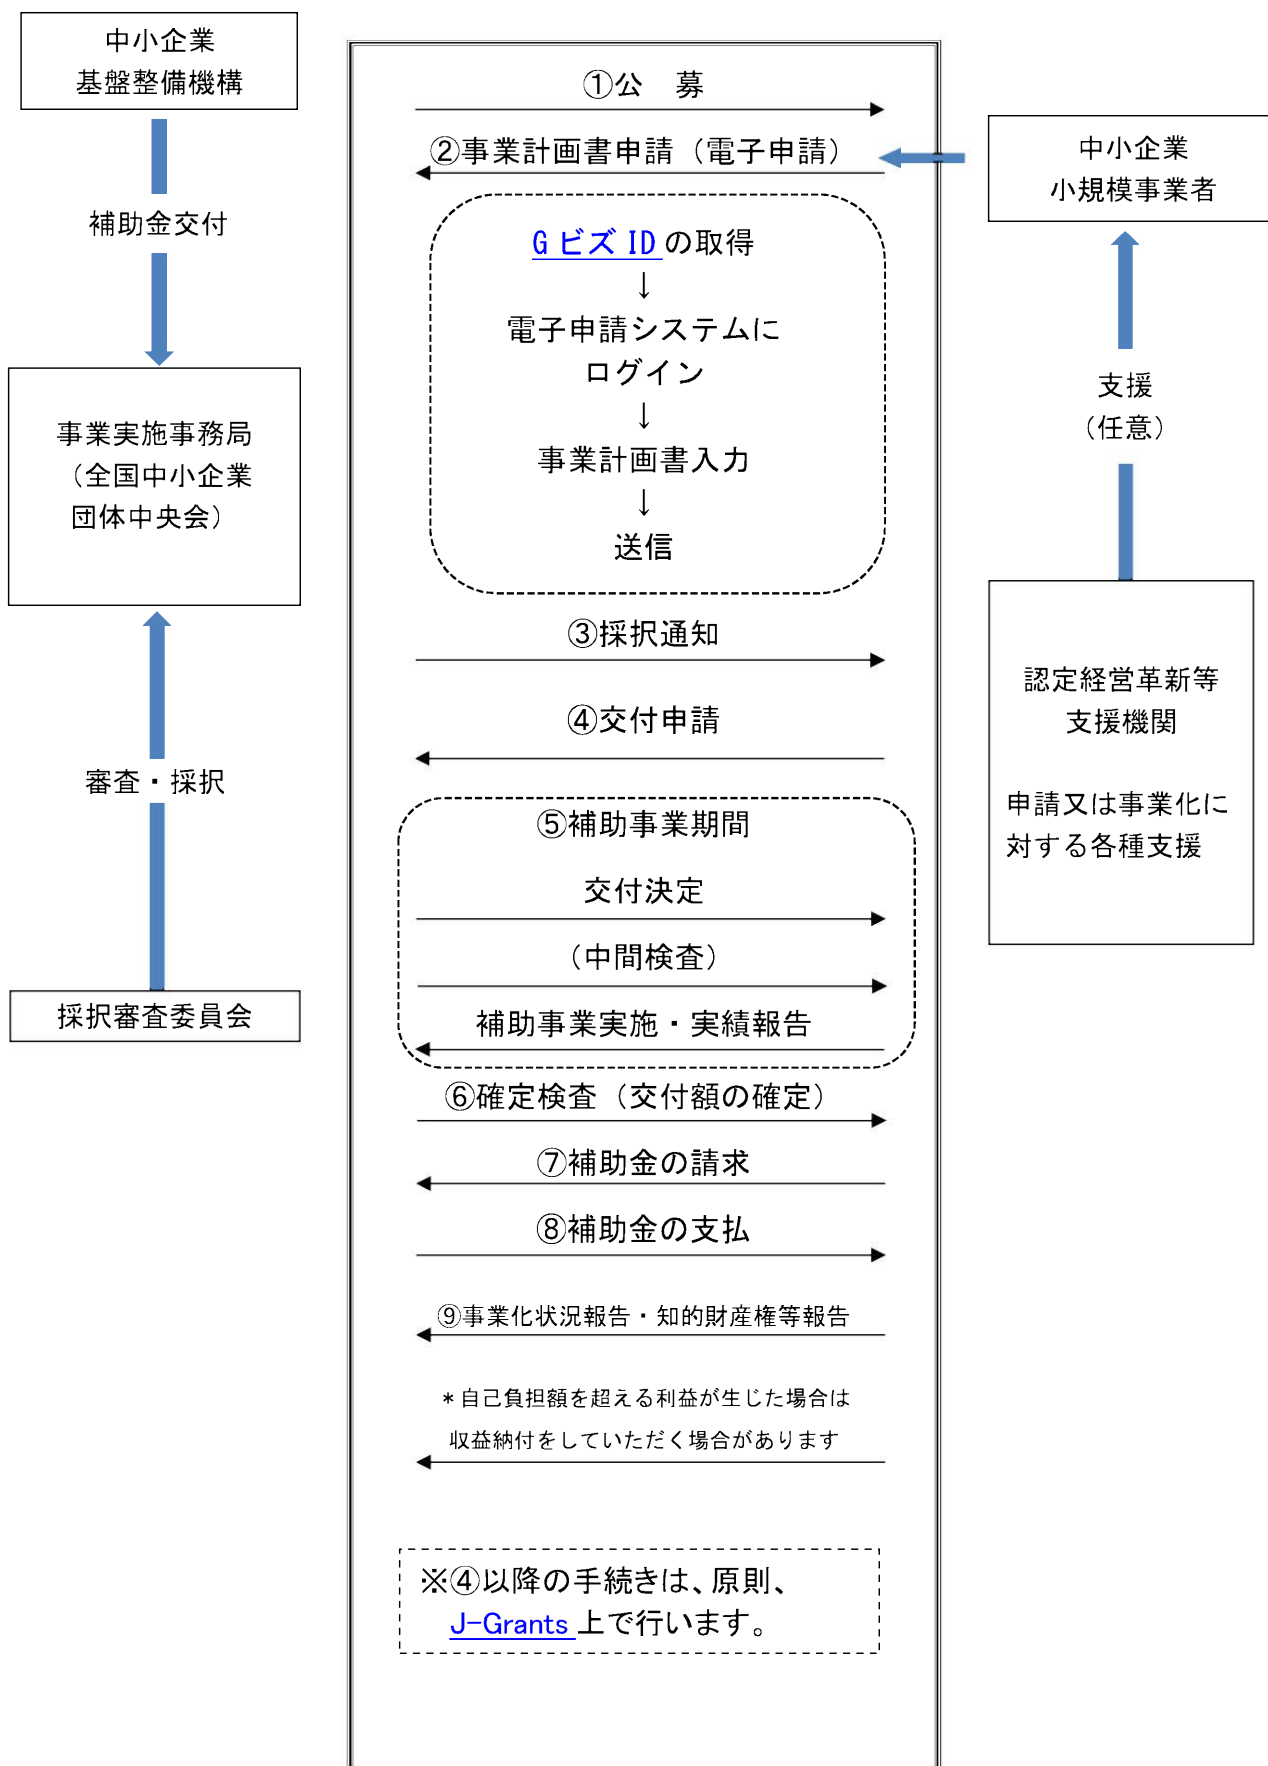 中小企業
基盤整備機構
補助金交付
事業実施事務局
（全国中小企業
団体中央会）
審査・採択
採択審査委員会
①公　募
②事業計画書申請（電子申請）
GビズIDの取得
↓
電子申請システムに
ログイン
↓
事業計画書入力
↓
送信
③採択通知
④交付申請
⑤補助事業期間
交付決定
（中間検査）
補助事業実施・実績報告
⑥確定検査（交付額の確定）
⑦補助金の請求
⑧補助金の支払
⑨事業化状況報告・知的財産権等報告
＊自己負担額を超える利益が生じた場合は
収益納付をしていただく場合があります
※④以降の手続きは、原則、
J-Grants上で行います。
中小企業
小規模事業者
支援
（任意）
認定経営革新等
支援機関
申請又は事業化に
対する各種支援